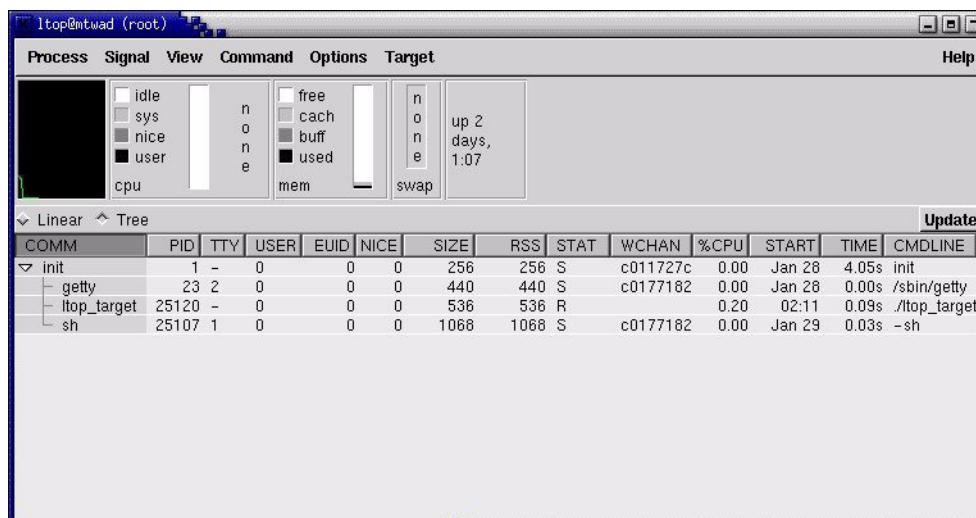 ltop@mtwad (root)
Process Signal View Command Options Target Help
idle
sys
nice
user
cpu
none
free
cach
buff
used
mem
none
swap
up 2
days,
1:07
Linear Tree Update
COMM PID TTY USER EUID NICE SIZE RSS STAT WCHAN %CPU START TIME CMDLINE
init 1 - 0 0 0 256 256 S c011727c 0.00 Jan 28 4.05s init
getty 23 2 0 0 0 440 440 S c0177182 0.00 Jan 28 0.00s /sbin/getty
ltop_target 25120 - 0 0 0 536 536 R 0.20 02:11 0.09s ./ltop_target
sh 25107 1 0 0 0 1068 1068 S c0177182 0.00 Jan 29 0.03s -sh